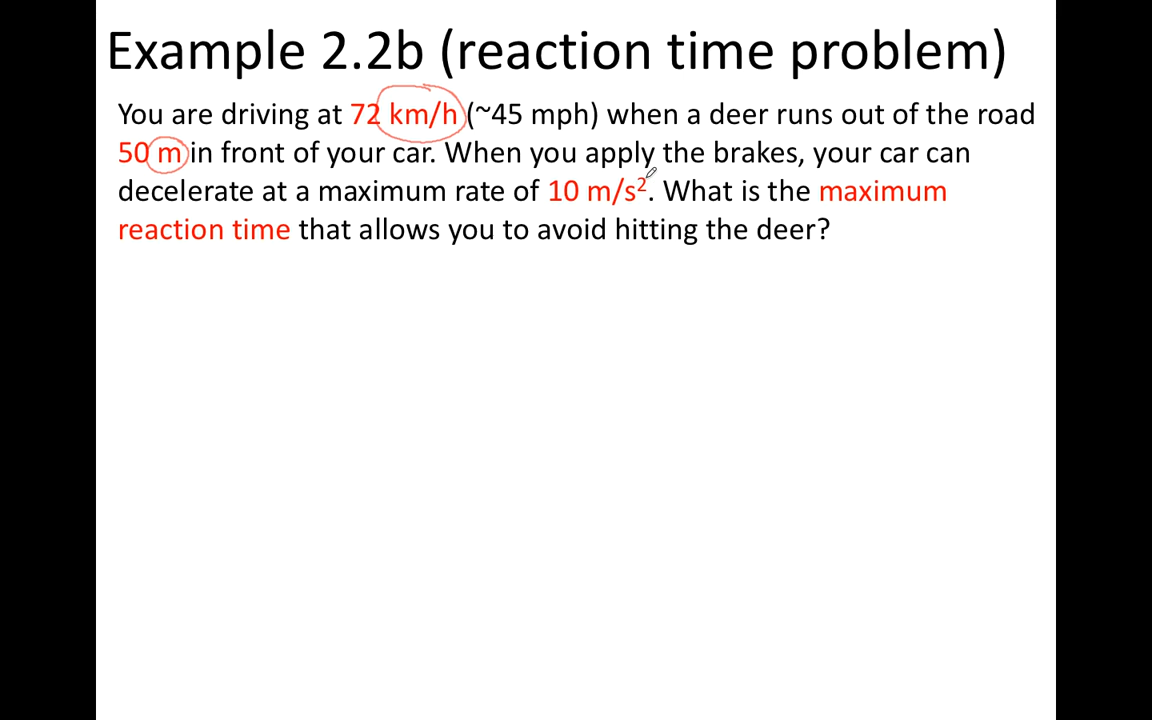 Example 2.2b (reaction time problem)
You are driving at 72 km/h (~45 mph) when a deer runs out of the road
50 m in front of your car. When you apply the brakes, your car can
decelerate at a maximum rate of 10 m/s². What is the maximum
reaction time that allows you to avoid hitting the deer?